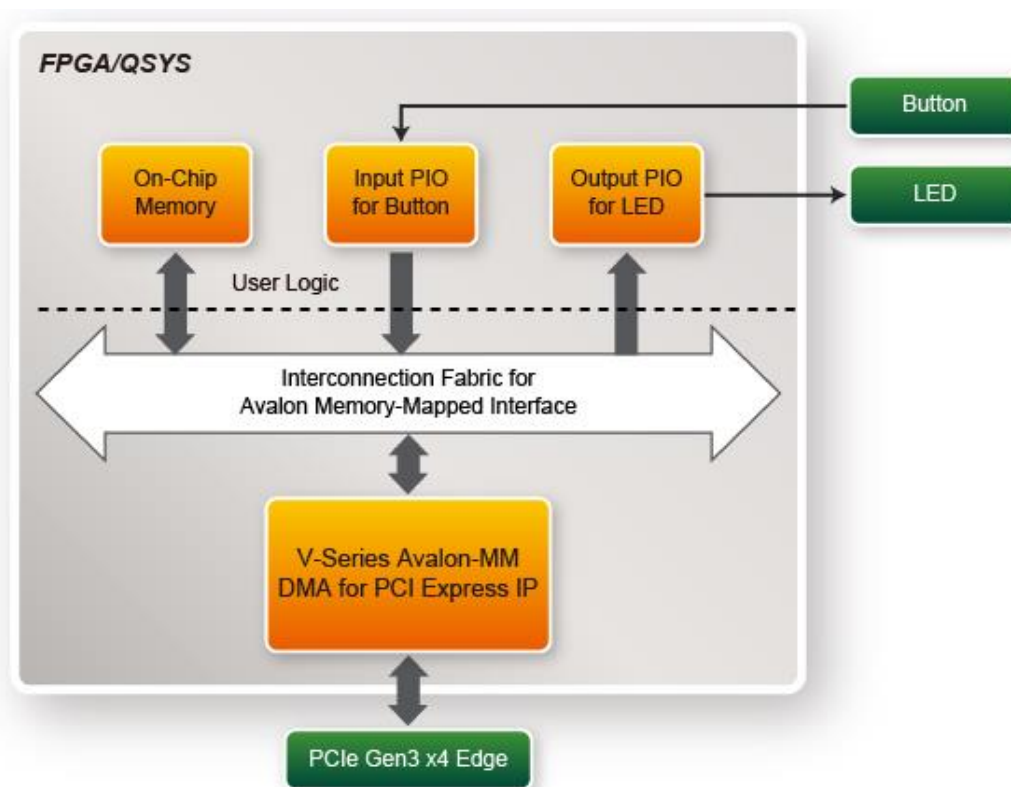 FPGA/QSYS
Button
On-Chip
Memory
Input PIO
for Button
Output PIO
for LED
LED
User Logic
Interconnection Fabric for
Avalon Memory-Mapped Interface
V-Series Avalon-MM
DMA for PCI Express IP
PCIe Gen3 x4 Edge